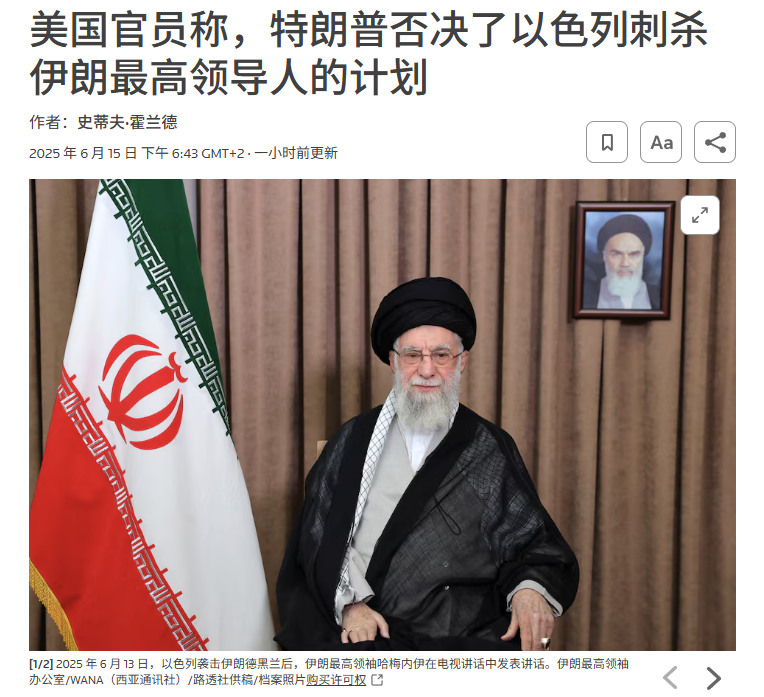 美国官员称，特朗普否决了以色列刺杀
伊朗最高领导人的计划
作者：史蒂夫·霍兰德
2025 年 6 月 15 日 下午 6:43 GMT+2 · 一小时前更新
Aa
[1/2] 2025 年 6 月 13 日，以色列袭击伊朗德黑兰后，伊朗最高领袖哈梅内伊在电视讲话中发表讲话。伊朗最高领袖
办公室/WANA（西亚通讯社）/路透社供稿/档案照片购买许可权